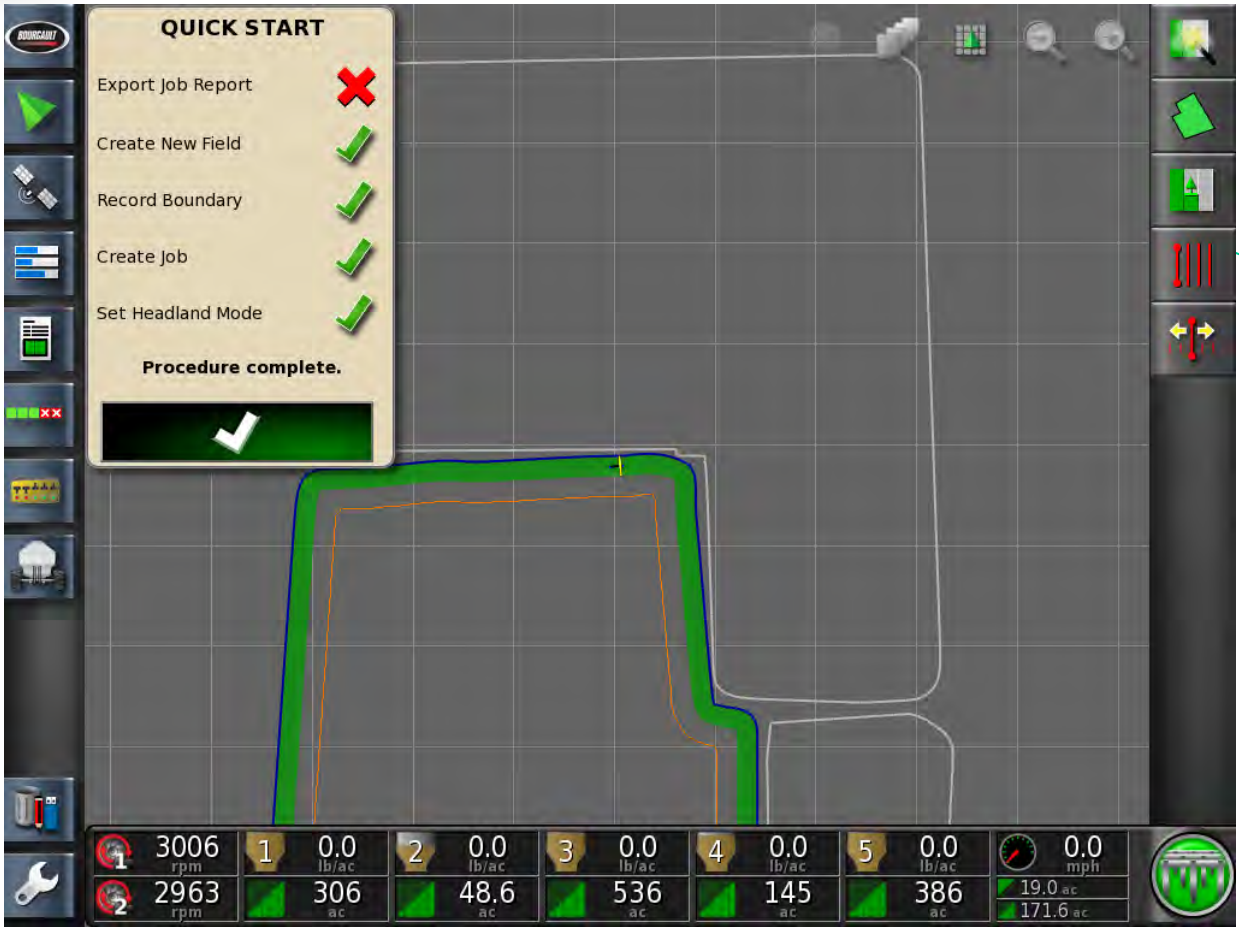 BOURGAULT
QUICK START
Export Job Report
Create New Field
Record Boundary
Create Job
Set Headland Mode
Procedure complete.
1 3006 rpm 1 0.0 lb/ac 2 0.0 lb/ac 3 0.0 lb/ac 4 0.0 lb/ac 5 0.0 lb/ac 0.0 mph
2 2963 rpm 306 ac 48.6 ac 536 ac 145 ac 386 ac 19.0 ac
171.6 ac